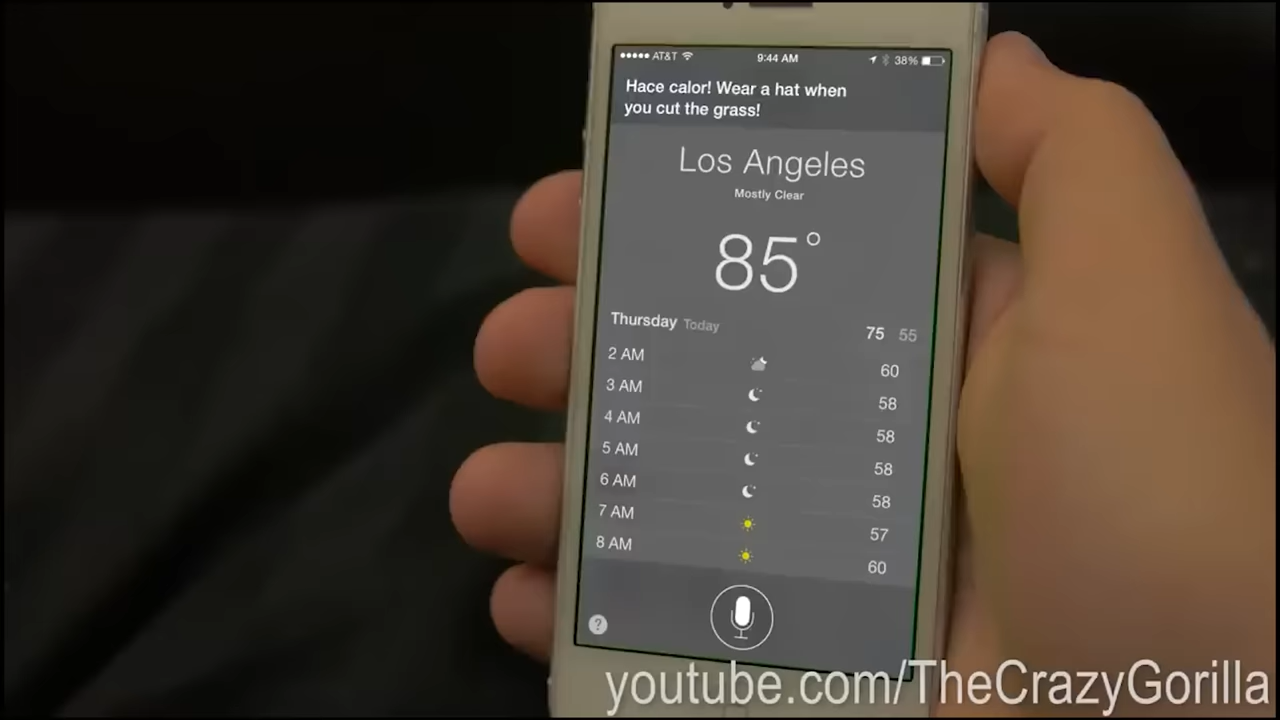 AT&T 9:44 AM 38%
Hace calor! Wear a hat when
you cut the grass!
Los Angeles
Mostly Clear
85°
Thursday Today 75 55
2 AM 60
3 AM 58
4 AM 58
5 AM 58
6 AM 58
7 AM 57
8 AM 60
?
youtube.com/TheCrazyGorilla